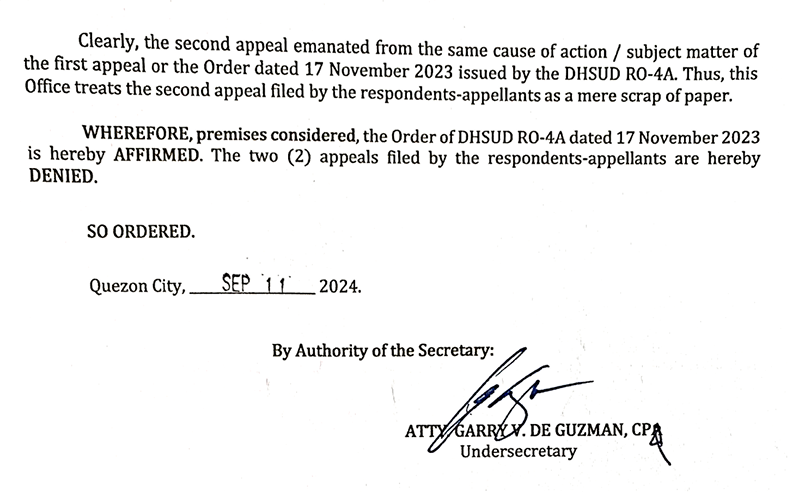 Clearly, the second appeal emanated from the same cause of action / subject matter of
the first appeal or the Order dated 17 November 2023 issued by the DHSUD RO-4A. Thus, this
Office treats the second appeal filed by the respondents-appellants as a mere scrap of paper.
WHEREFORE, premises considered, the Order of DHSUD RO-4A dated 17 November 2023
is hereby AFFIRMED. The two (2) appeals filed by the respondents-appellants are hereby
DENIED.
SO ORDERED.
Quezon City, SEP 11 2024.
By Authority of the Secretary:
ATTY GARRY V. DE GUZMAN, CPA
Undersecretary